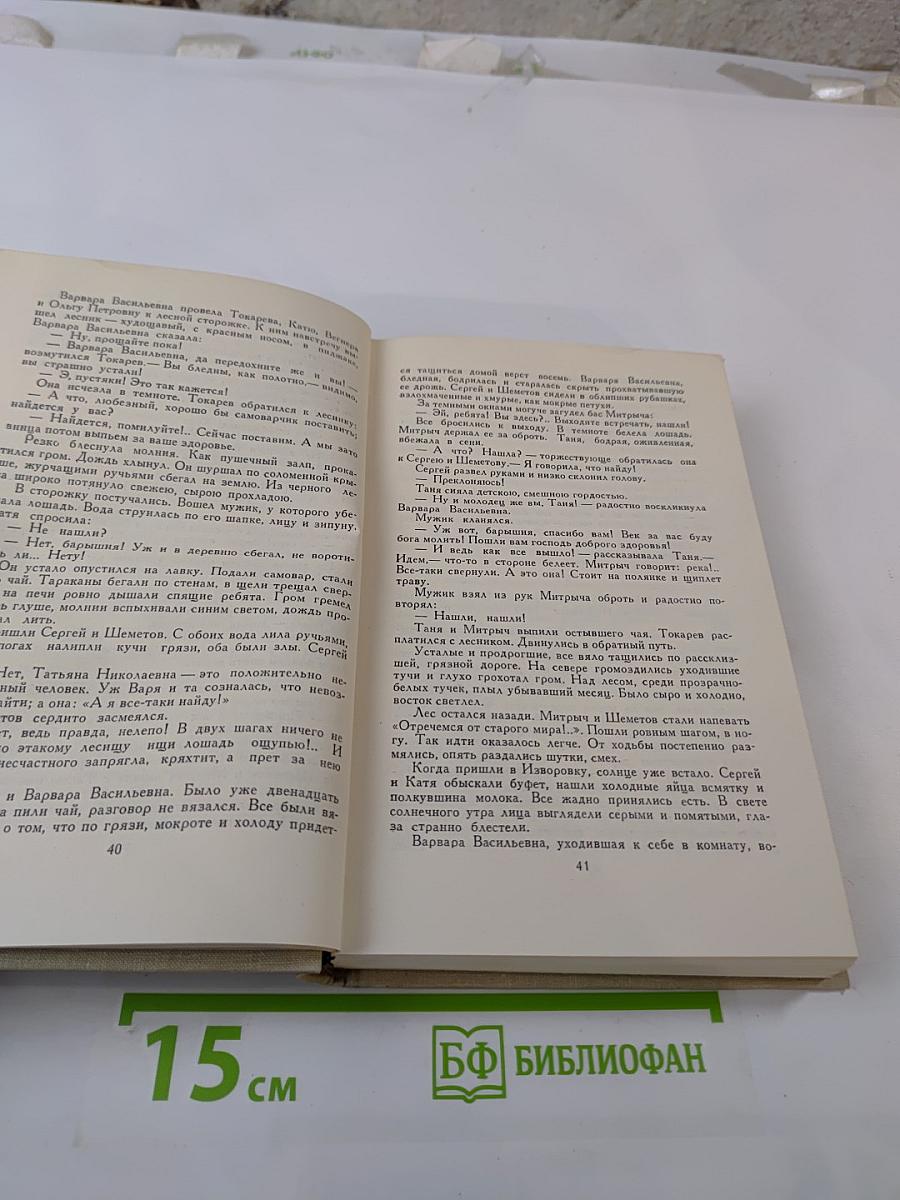 Варвара Васильевна провела Токарева, Катю, Вегнера
и Ольгу Петровну к лесной сторожке. К ним навстречу вы-
шел лесник — худощавый, с красным носом, в пиджаке.
Варвара Васильевна сказала:
— Ну, прощайте пока!
— Варвара Васильевна, да передохните же и вы! —
возмутился Токарев.— Вы бледны, как полотно,— видимо,
вы страшно устали!
— Э, пустяки! Это так кажется!
Она исчезла в темноте. Токарев обратился к леснику:
— А что, любезный, хорошо бы самоварчик поставить;
найдется у вас?
— Найдется, помилуйте!.. Сейчас поставим. А мы зато
вница потом выпьем за ваше здоровье.
Резко блеснула молния. Как пушечный залп, прока-
тился гром. Дождь хлынул. Он шуршал по соломенной кры-
ше, журчащими ручьями сбегал на землю. Из черного ле-
а широко потянуло свежею, сырою прохладою.
В сторожку постучались. Вошел мужик, у которого убе-
ала лошадь. Вода струилась по его шапке, лицу и зипуну.
атя спросила:
— Не нашли?
— Нет, барышня! Уж и в деревню сбегал, не вороти-
ь ли... Нету!
Он устало опустился на лавку. Подали самовар, стали
ь чай. Тараканы бегали по стенам, в щели трещал свер-
на печи ровно дышали спящие ребята. Гром гремел
ь глуше, молнии вспыхивали синим светом, дождь про-
ал лить.
ишли Сергей и Шеметов. С обоих вода лила ручьями,
погах налипли кучи грязи, оба были злы. Сергей
Нет, Татьяна Николаевна — это положительно не-
ный человек. Уж Варя и та созналась, что невоз-
айти; а она: «А я все-таки найду!»
тов сердито засмеялся.
ет, ведь правда, нелепо! В двух шагах ничего не
о этакому лесищу ищи лошадь ощупью!.. И
несчастного запрягла, кряхтит, а прет за нею
и Варвара Васильевна. Было уже двенадцать
а пили чай, разговор не вязался. Все были вя-
о том, что по грязи, мокроте и холоду придет-
40
ся тащиться домой верст восемь. Варвара Васильевна,
бледная, бодрилась и старалась скрыть прохватывавшую
ее дрожь. Сергей и Шеметов сидели в облипших рубашках,
взлохмаченные и хмурые, как мокрые петухи.
За темными окнами могуче загудел бас Митрыча:
— Эй, ребята! Вы здесь?.. Выходите встречать, нашли!
Все бросились к выходу. В темноте белела лошадь.
Митрыч держал ее за оброть. Таня, бодрая, оживленная,
вбежала в сени.
— А что? Нашла? — торжествующе обратилась она
к Сергею и Шеметову.— Я говорила, что найду!
Сергей развел руками и низко склонил голову.
— Преклоняюсь!
Таня сияла детскою, смешною гордостью.
— Ну и молодец же вы, Таня! — радостно воскликнула
Варвара Васильевна.
Мужик кланялся.
— Уж вот, барышня, спасибо вам! Век за вас буду
бога молить! Пошли вам господь доброго здоровья!
— И ведь как все вышло! — рассказывала Таня.—
Идем,— что-то в стороне белеет. Митрыч говорит: река!..
Все-таки свернули. А это она! Стоит на полянке и щиплет
траву.
Мужик взял из рук Митрыча оброть и радостно по-
вторял:
— Нашли, нашли!
Таня и Митрыч выпили остывшего чая. Токарев рас-
платился с лесником. Двинулись в обратный путь.
Усталые и продрогшие, все вяло тащились по рассклиз-
шей, грязной дороге. На севере громоздились уходившие
тучи и глухо грохотал гром. Над лесом, среди прозрачно-
белых тучек, плыл убывавший месяц. Было сыро и холодно,
восток светлел.
Лес остался назади. Митрыч и Шеметов стали напевать
«Отречемся от старого мира!..». Пошли ровным шагом, в но-
гу. Так идти оказалось легче. От ходьбы постепенно раз-
мялись, опять раздались шутки, смех.
Когда пришли в Изворовку, солнце уже встало. Сергей
и Катя обыскали буфет, нашли холодные яйца всмятку и
полкувшина молока. Все жадно принялись есть. В свете
солнечного утра лица выглядели серыми и помятыми, гла-
за странно блестели.
Варвара Васильевна, уходившая к себе в комнату, во-
41
15 см
БФ БИБЛИОФАН